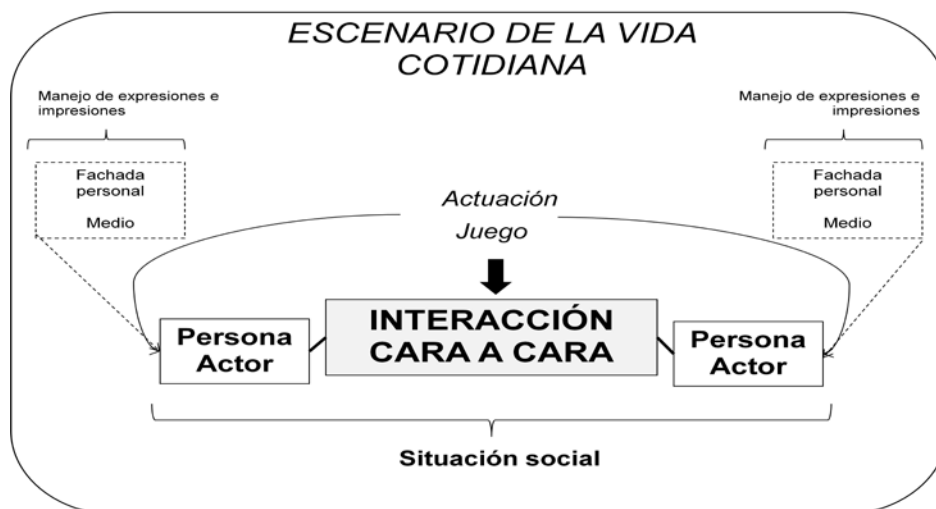 ESCENARIO DE LA VIDA
COTIDIANA
Manejo de expresiones e
impresiones
Fachada
personal
Medio
Manejo de expresiones e
impresiones
Fachada
personal
Medio
Actuación
Juego
Persona
Actor
INTERACCIÓN
CARA A CARA
Persona
Actor
Situación social